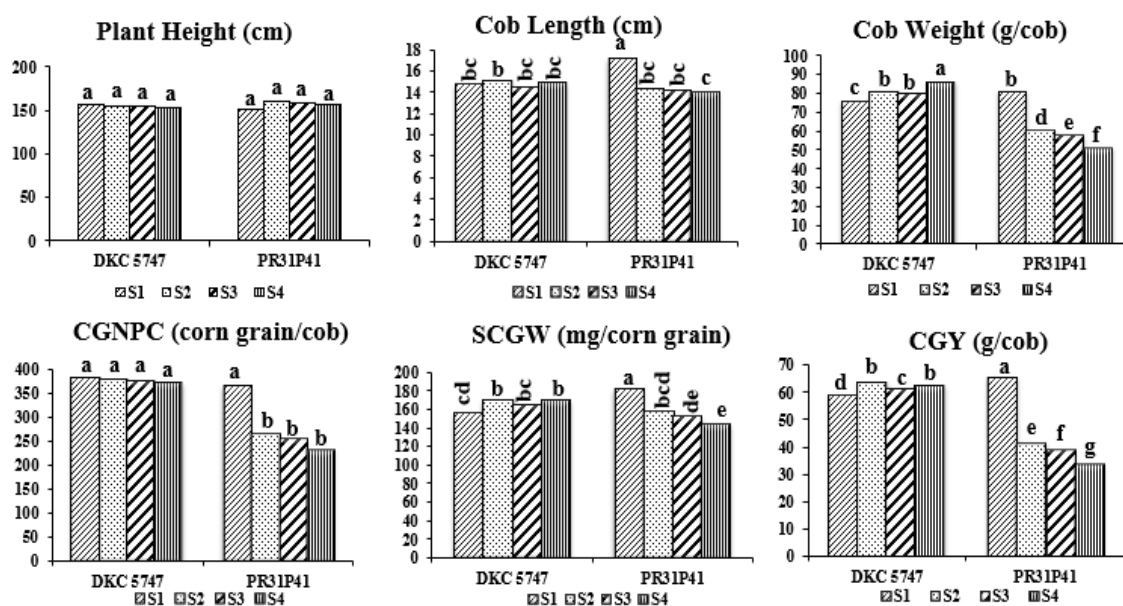 Plant Height (cm)
200
150
100
50
0
a a a a
a a a a
DKC 5747 PR31P41
S1 S2 S3 S4
Cob Length (cm)
18
16
14
12
10
8
6
4
2
0
bc b bc bc
a bc bc c
DKC 5747 PR31P41
S1 S2 S3 S4
Cob Weight (g/cob)
100
90
80
70
60
50
40
30
20
10
0
c b b a
b d e f
DKC 5747 PR31P41
S1 S2 S3 S4
CGNPC (corn grain/cob)
400
350
300
250
200
150
100
50
0
a a a a
a b b b
DKC 5747 PR31P41
S1 S2 S3 S4
SCGW (mg/corn grain)
200
180
160
140
120
100
80
60
40
20
0
cd b bc b
a bcd de e
DKC 5747 PR31P41
S1 S2 S3 S4
CGY (g/cob)
70
60
50
40
30
20
10
0
d b c b
a e f g
DKC 5747 PR31P41
S1 S2 S3 S4